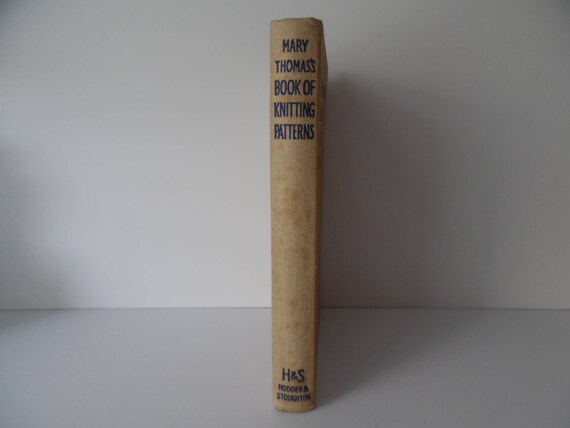 MARY
THOMAS'S
BOOK OF
KNITTING
PATTERNS
H&S
HODDER &
STOUGHTON